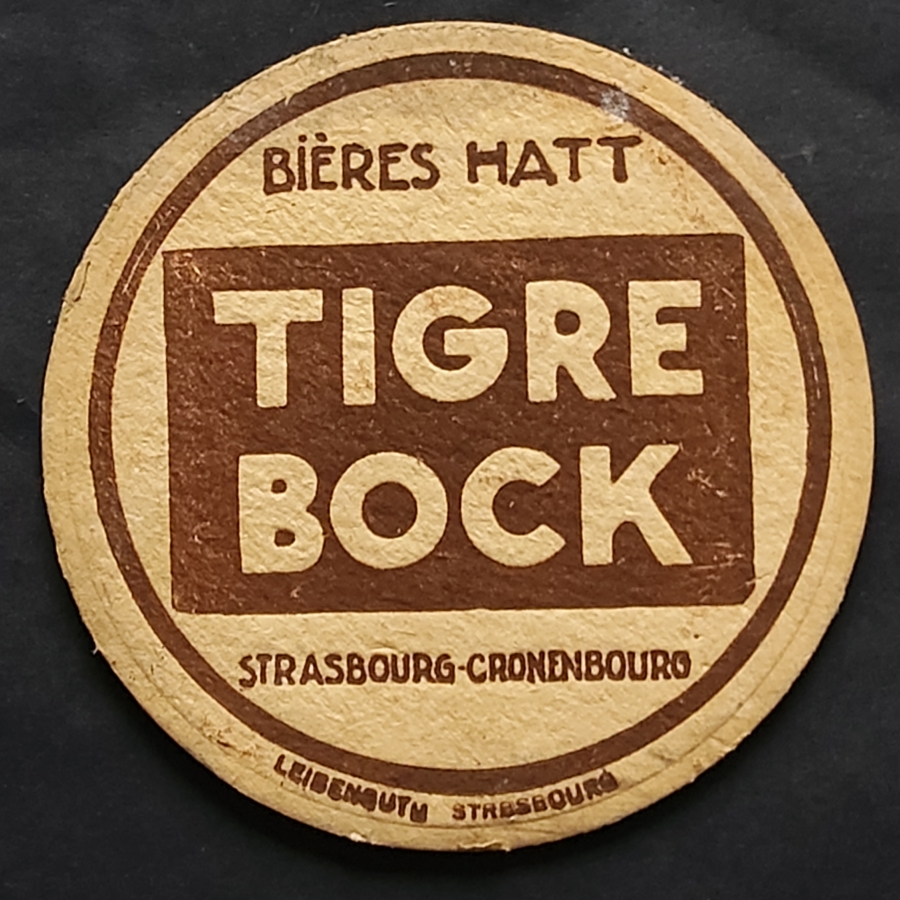 BIÈRES HATT
TIGRE
BOCK
STRASBOURG-CRONENBOURG
LEIBENGUTH STRASBOURG